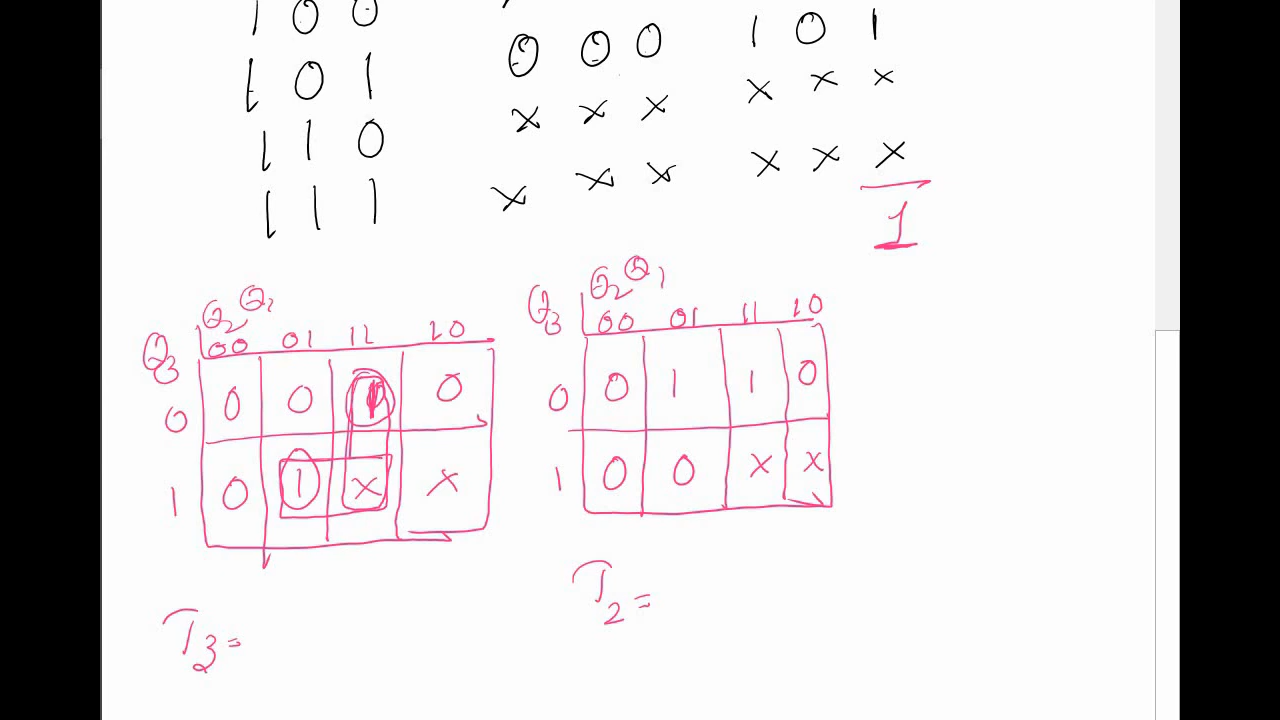 1 0 0
0 0 0 1 0 1
1 0 1
x x x x x x
1 1 0
x x x x x x
1 1 1
1
Q3 Q2 Q1
00 01 11 10
0 0 0 1 0
1 0 1 x x
Q3 Q2 Q1
00 01 11 10
0 0 1 1 0
1 0 0 x x
T3 =
T2 =